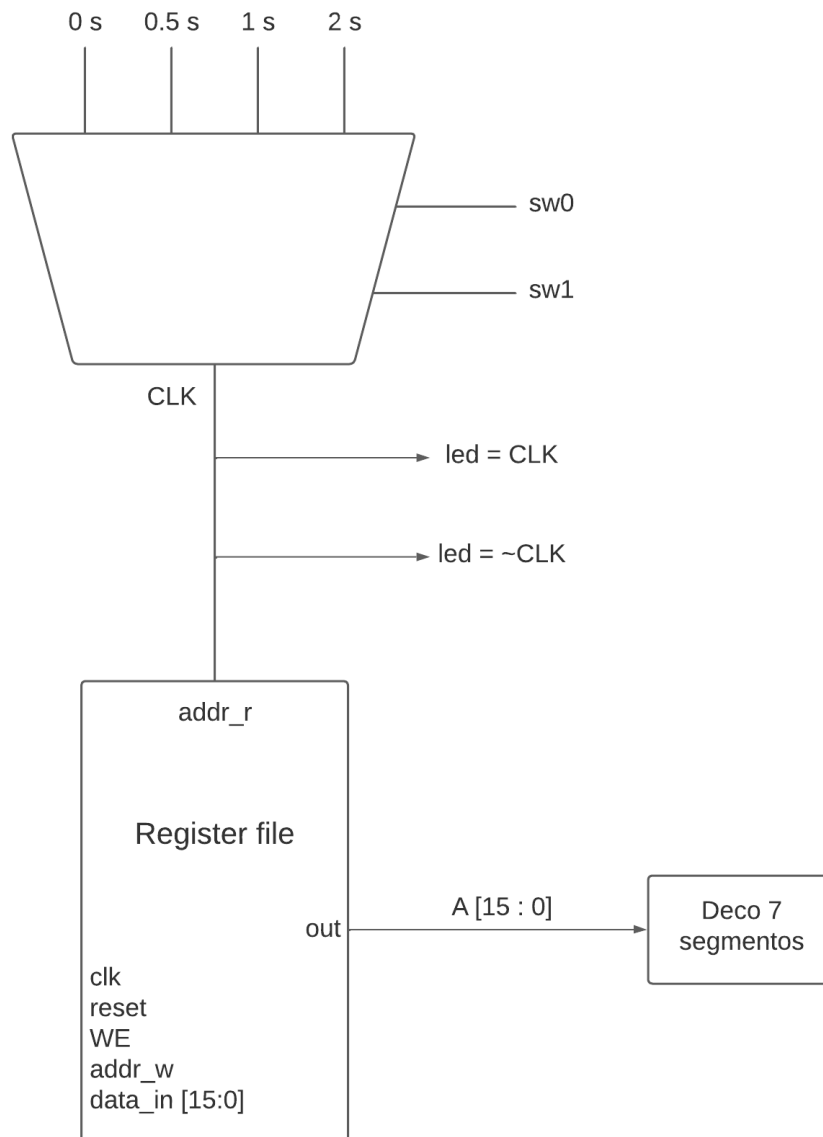 0 s 0.5 s 1 s 2 s
sw0
sw1
CLK
led = CLK
led = ~CLK
addr_r
Register file
out
A [15 : 0]
Deco 7
segmentos
clk
reset
WE
addr_w
data_in [15:0]